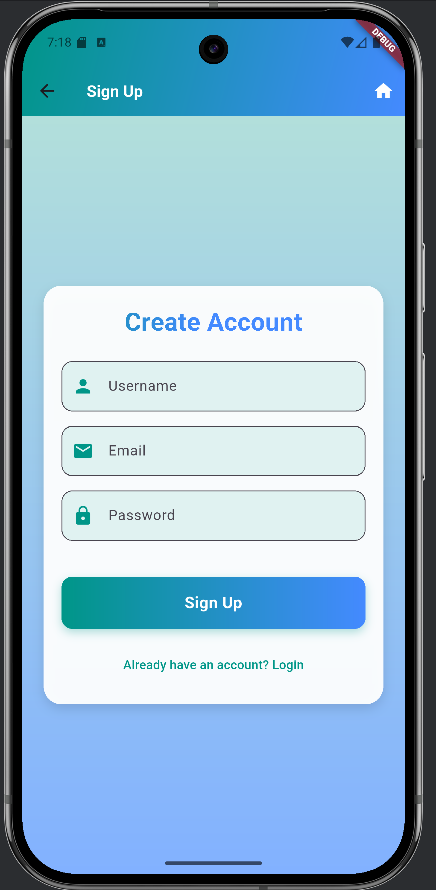 7:18
A
DEBUG
Sign Up
Create Account
Username
Email
Password
Sign Up
Already have an account? Login